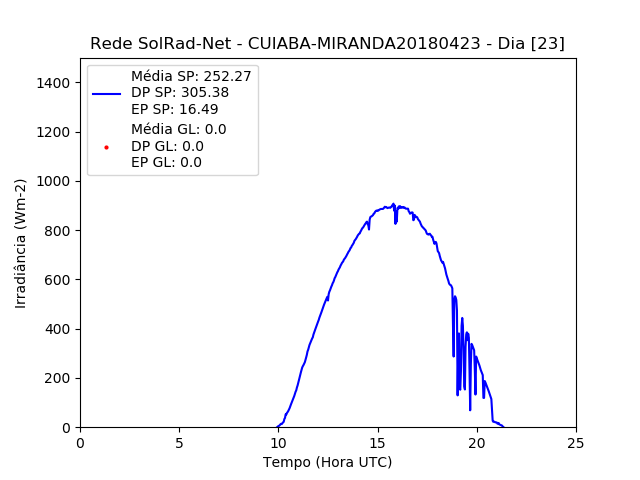 Rede SolRad-Net - CUIABA-MIRANDA20180423 - Dia [23]
Média SP: 252.27
DP SP: 305.38
EP SP: 16.49
Média GL: 0.0
DP GL: 0.0
EP GL: 0.0
1400
1200
1000
800
600
400
200
0
Irradiância (Wm-2)
0 5 10 15 20 25
Tempo (Hora UTC)